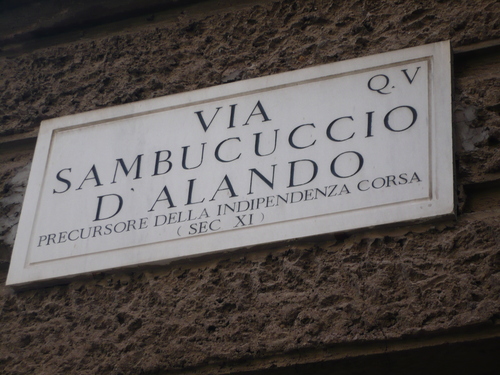 Q. V
VIA
SAMBUCUCCIO
D'ALANDO
PRECURSORE DELLA INDIPENDENZA CORSA
(SEC XI)